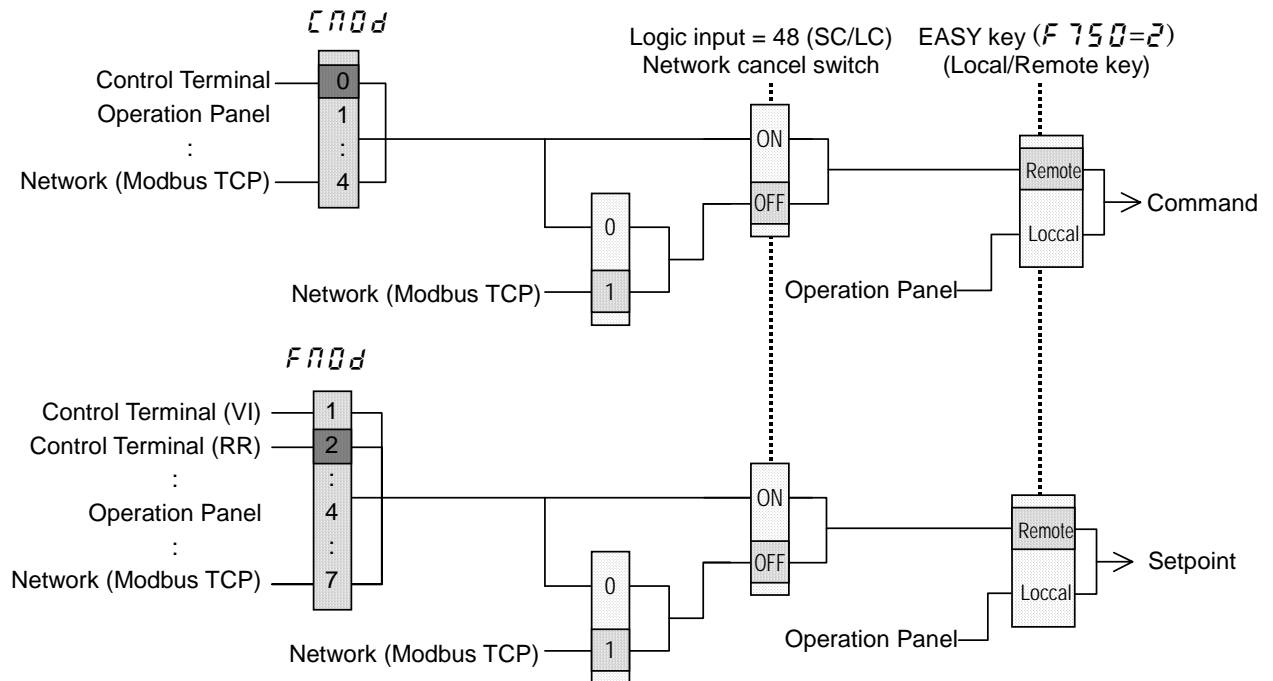 CMOd
Logic input = 48 (SC/LC)
Network cancel switch
EASY key (F750=2)
(Local/Remote key)
Control Terminal
0
Operation Panel
1
:
:
Network (Modbus TCP)
4
ON
OFF
Remote
Loccal
Command
0
Network (Modbus TCP)
1
Operation Panel
FMOd
Control Terminal (VI)
1
Control Terminal (RR)
2
:
:
Operation Panel
4
:
:
Network (Modbus TCP)
7
ON
OFF
Remote
Loccal
Setpoint
0
Network (Modbus TCP)
1
Operation Panel